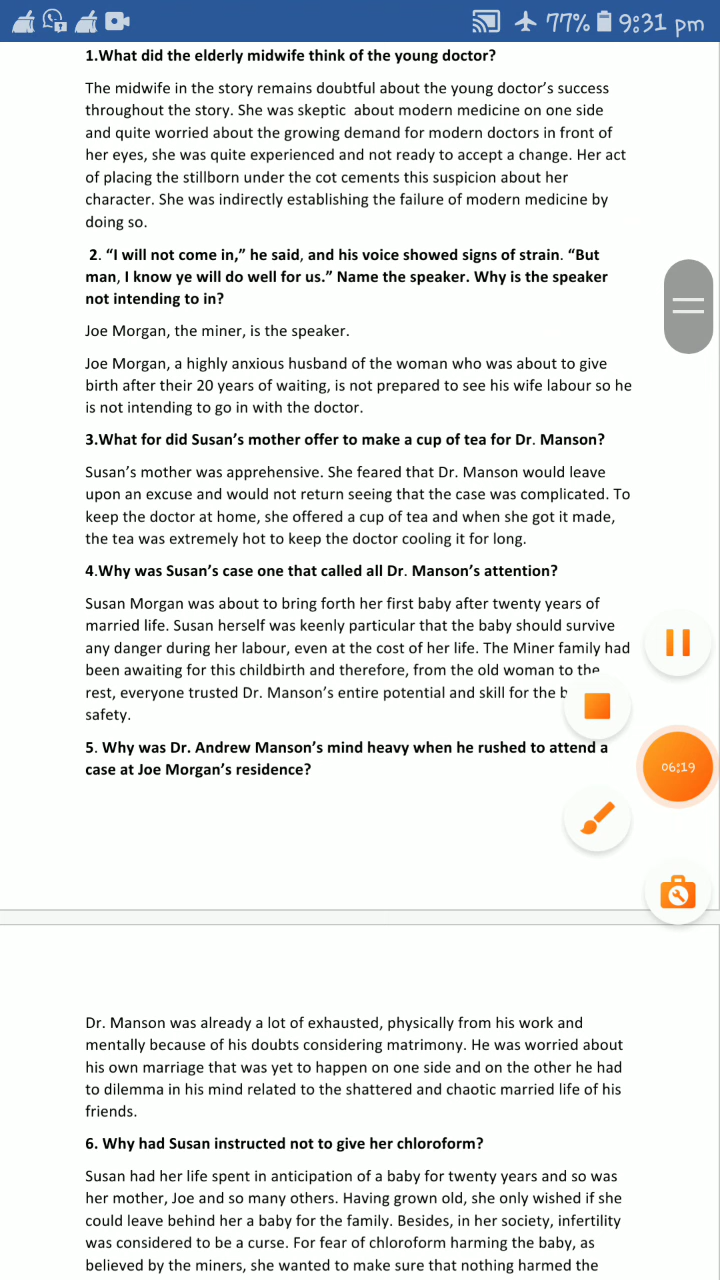 77% 9:31 pm
1.What did the elderly midwife think of the young doctor?
The midwife in the story remains doubtful about the young doctor's success
throughout the story. She was skeptic about modern medicine on one side
and quite worried about the growing demand for modern doctors in front of
her eyes, she was quite experienced and not ready to accept a change. Her act
of placing the stillborn under the cot cements this suspicion about her
character. She was indirectly establishing the failure of modern medicine by
doing so.
2. “I will not come in,” he said, and his voice showed signs of strain. “But
man, I know ye will do well for us.” Name the speaker. Why is the speaker
not intending to in?
Joe Morgan, the miner, is the speaker.
Joe Morgan, a highly anxious husband of the woman who was about to give
birth after their 20 years of waiting, is not prepared to see his wife labour so he
is not intending to go in with the doctor.
3.What for did Susan’s mother offer to make a cup of tea for Dr. Manson?
Susan’s mother was apprehensive. She feared that Dr. Manson would leave
upon an excuse and would not return seeing that the case was complicated. To
keep the doctor at home, she offered a cup of tea and when she got it made,
the tea was extremely hot to keep the doctor cooling it for long.
4.Why was Susan’s case one that called all Dr. Manson’s attention?
Susan Morgan was about to bring forth her first baby after twenty years of
married life. Susan herself was keenly particular that the baby should survive
any danger during her labour, even at the cost of her life. The Miner family had
been awaiting for this childbirth and therefore, from the old woman to the
rest, everyone trusted Dr. Manson’s entire potential and skill for the b
safety.
5. Why was Dr. Andrew Manson’s mind heavy when he rushed to attend a
case at Joe Morgan’s residence?
06:19
Dr. Manson was already a lot of exhausted, physically from his work and
mentally because of his doubts considering matrimony. He was worried about
his own marriage that was yet to happen on one side and on the other he had
to dilemma in his mind related to the shattered and chaotic married life of his
friends.
6. Why had Susan instructed not to give her chloroform?
Susan had her life spent in anticipation of a baby for twenty years and so was
her mother, Joe and so many others. Having grown old, she only wished if she
could leave behind her a baby for the family. Besides, in her society, infertility
was considered to be a curse. For fear of chloroform harming the baby, as
believed by the miners, she wanted to make sure that nothing harmed the